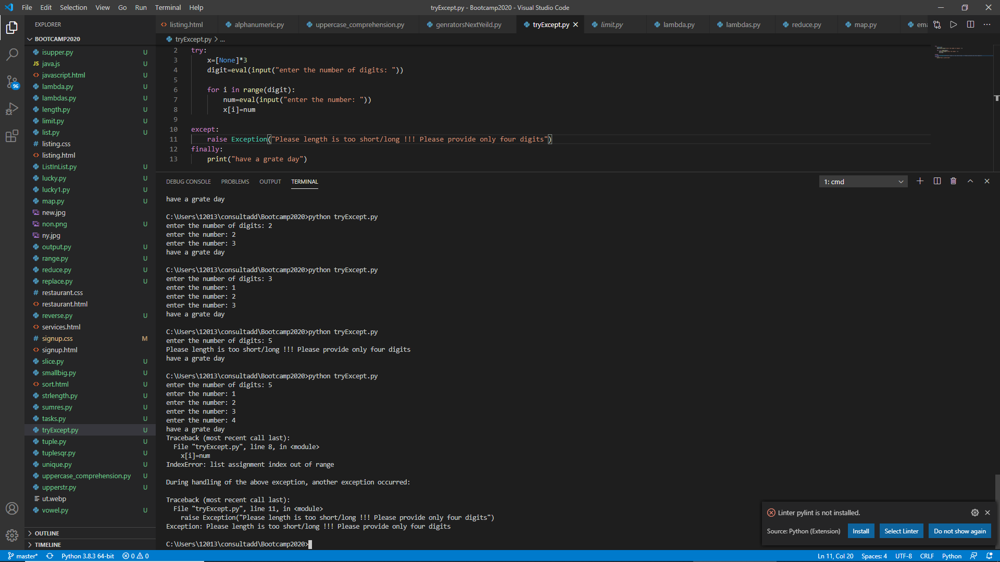 File Edit Selection View Go Run Terminal Help
tryExcept.py - Bootcamp2020 - Visual Studio Code
EXPLORER
BOOTCAMP2020
isupper.py U
java.js U
javascript.html U
lambda.py U
lambdas.py U
length.py U
limit.py U
list.py U
listing.css
listing.html
ListInList.py U
lucky.py U
lucky1.py U
map.py U
new.jpg
non.png U
ny.jpg
output.py U
range.py U
reduce.py U
replace.py U
restaurant.css
restaurant.html
reverse.py U
services.html
signup.css M
signup.html
slice.py U
smallbig.py U
sort.html U
strlength.py U
sumres.py U
tasks.py U
tryExcept.py U
tuple.py U
tuplesqr.py U
unique.py U
uppercase_comprehension.py U
upperstr.py U
ut.webp
vowel.py U
OUTLINE
TIMELINE
96
listing.html alphanumeric.py uppercase_comprehension.py genratorsNextYeild.py tryExcept.py limit.py lambda.py lambdas.py reduce.py map.py ema
tryExcept.py > ...
2 try:
3 x=[None]*3
4 digit=eval(input("enter the number of digits: "))
5
6 for i in range(digit):
7 num=eval(input("enter the number: "))
8 x[i]=num
9
10 except:
11 raise Exception("Please length is too short/long !!! Please provide only four digits")
12 finally:
13 print("have a grate day")
DEBUG CONSOLE PROBLEMS OUTPUT TERMINAL
1: cmd
have a grate day
C:\Users\12013\consultadd\Bootcamp2020>python tryExcept.py
enter the number of digits: 2
enter the number: 2
enter the number: 3
have a grate day
C:\Users\12013\consultadd\Bootcamp2020>python tryExcept.py
enter the number of digits: 3
enter the number: 1
enter the number: 2
enter the number: 3
have a grate day
C:\Users\12013\consultadd\Bootcamp2020>python tryExcept.py
enter the number of digits: 5
Please length is too short/long !!! Please provide only four digits
have a grate day
C:\Users\12013\consultadd\Bootcamp2020>python tryExcept.py
enter the number of digits: 5
enter the number: 1
enter the number: 2
enter the number: 3
enter the number: 4
have a grate day
Traceback (most recent call last):
File "tryExcept.py", line 8, in <module>
x[i]=num
IndexError: list assignment index out of range
During handling of the above exception, another exception occurred:
Traceback (most recent call last):
File "tryExcept.py", line 11, in <module>
raise Exception("Please length is too short/long !!! Please provide only four digits")
Exception: Please length is too short/long !!! Please provide only four digits
C:\Users\12013\consultadd\Bootcamp2020>
Linter pylint is not installed.
Source: Python (Extension) Install Select Linter Do not show again
master* Python 3.8.3 64-bit 0 0 Ln 11, Col 20 Spaces: 4 UTF-8 CRLF Python